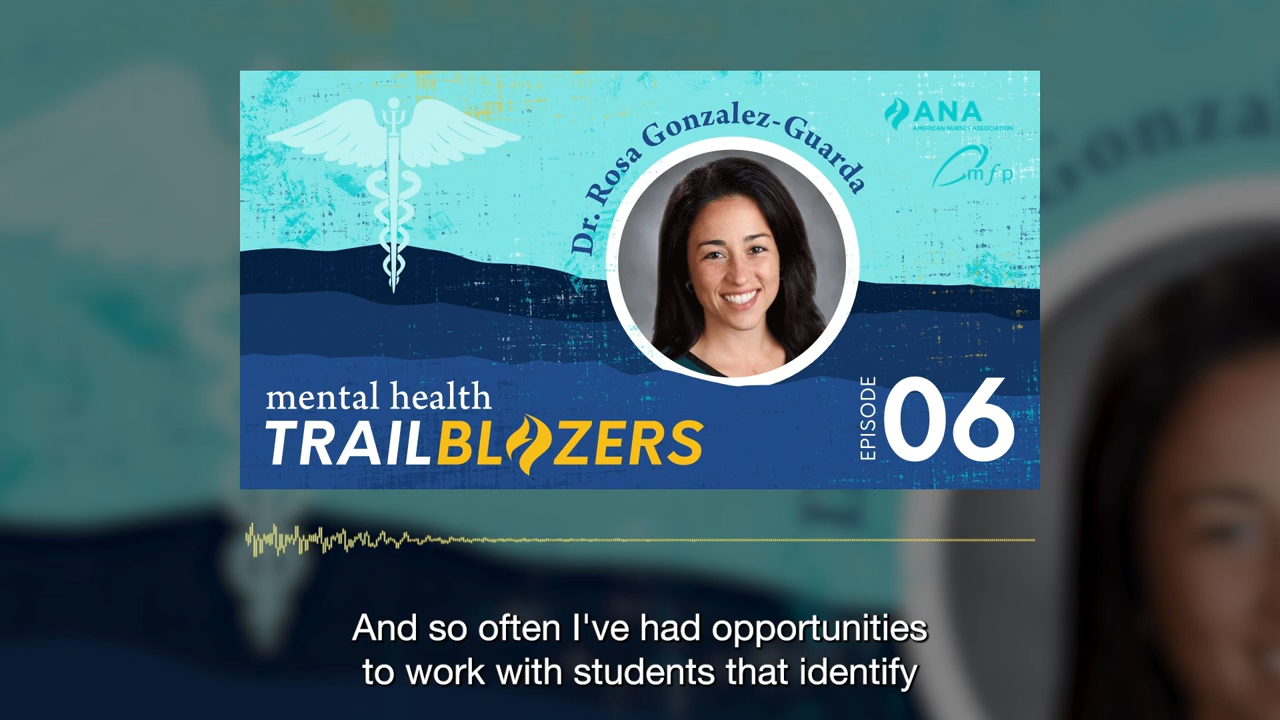 Dr. Rosa Gonzalez-Guarda
ANA
AMERICAN NURSES ASSOCIATION
mfp
mental health
TRAILBLAZERS
EPISODE
06
And so often I've had opportunities
to work with students that identify